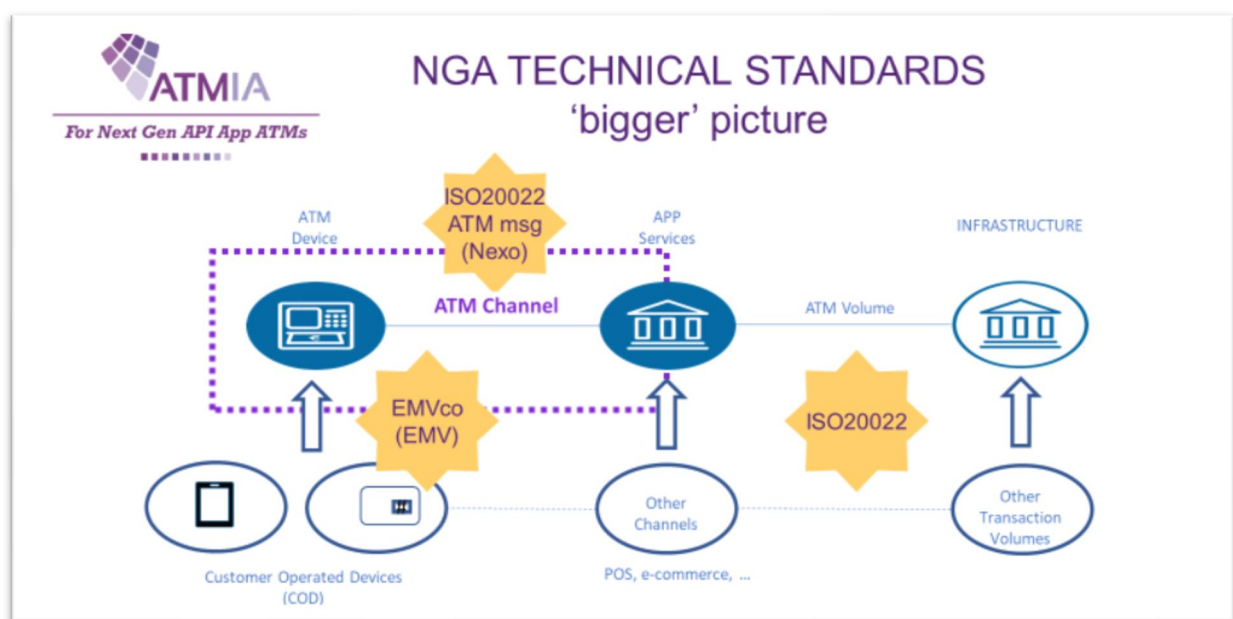 ATMIA
For Next Gen API App ATMs
NGA TECHNICAL STANDARDS
‘bigger’ picture
ISO20022
ATM msg
(Nexo)
ATM
Device
APP
Services
INFRASTRUCTURE
ATM Channel
ATM Volume
EMVco
(EMV)
ISO20022
Other
Channels
Other
Transaction
Volumes
Customer Operated Devices
(COD)
POS, e-commerce, ...